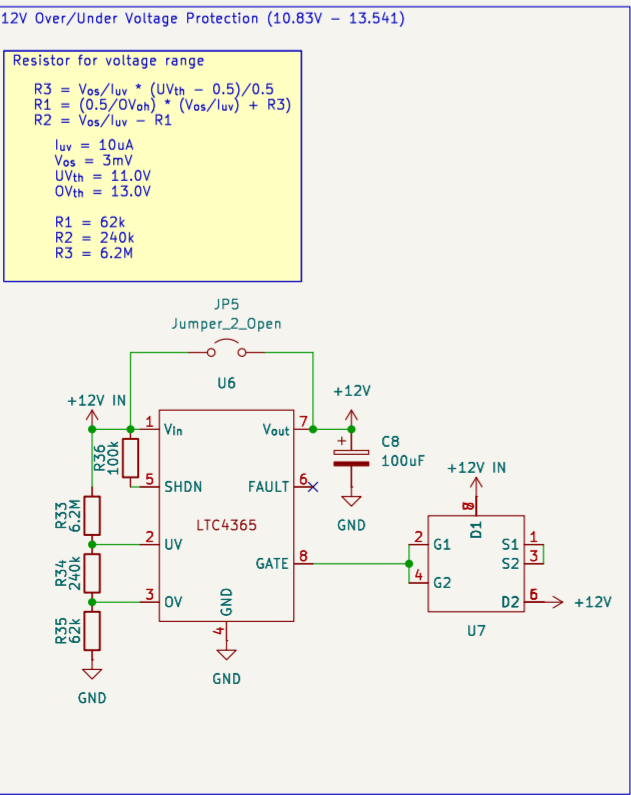 12V Over/Under Voltage Protection (10.83V - 13.541)
Resistor for voltage range
R3 = Vos/Iuv * (UVth - 0.5)/0.5
R1 = (0.5/OVoh) * (Vos/Iuv) + R3)
R2 = Vos/Iuv - R1
Iuv = 10uA
Vos = 3mV
UVth = 11.0V
OVth = 13.0V
R1 = 62k
R2 = 240k
R3 = 6.2M
JP5
Jumper_2_Open
U6
+12V IN
+12V
1
Vin
Vout
7
+
C8
100uF
R36
100k
5
SHDN
FAULT
6
+12V IN
GND
R33
6.2M
LTC4365
8
D1
2
UV
2
G1
S1
1
GATE
8
S2
3
R34
240k
4
G2
3
OV
GND
D2
6
+12V
R35
62k
4
U7
GND
GND